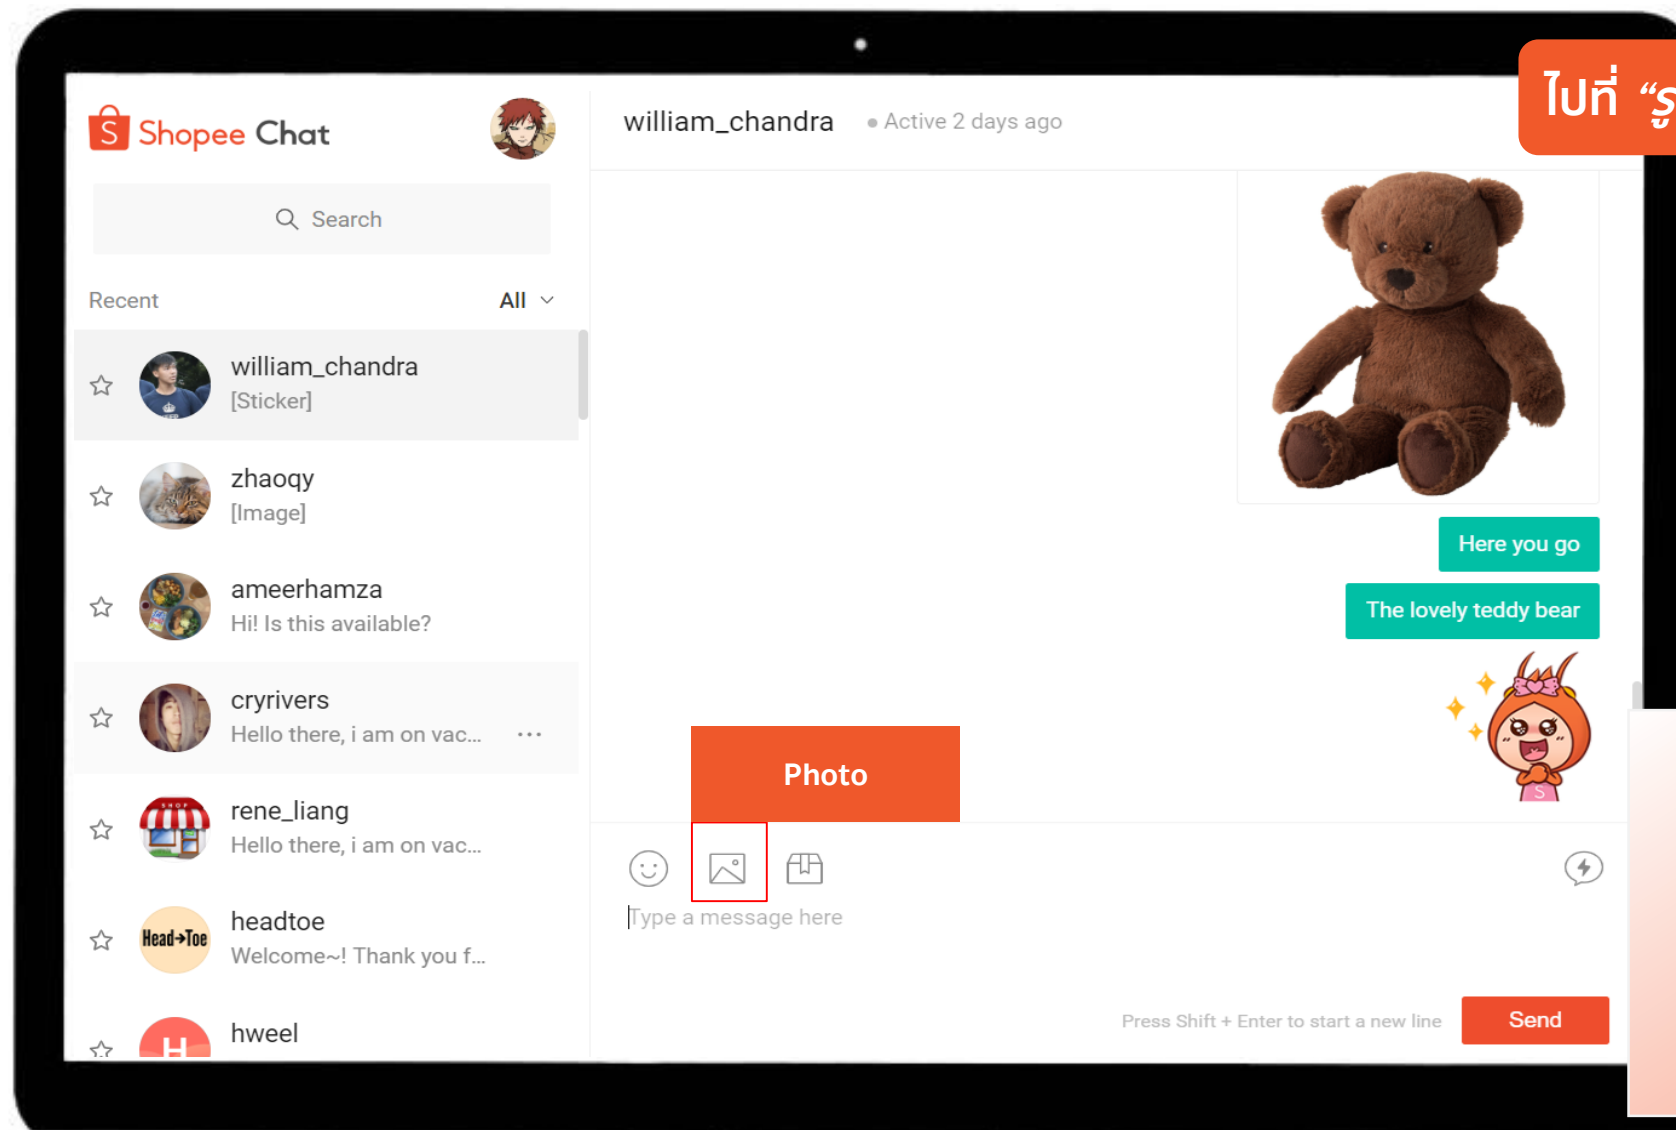 Shopee Chat
Search
Recent
All
william_chandra
[Sticker]
zhaoqy
[Image]
ameerhamza
Hi! Is this available?
cryrivers
Hello there, i am on vac...
rene_liang
Hello there, i am on vac...
Head→Toe
headtoe
Welcome~! Thank you f...
H
hweel
william_chandra
Active 2 days ago
ไปที่ “รู
Here you go
The lovely teddy bear
S
Photo
Type a message here
Press Shift + Enter to start a new line
Send